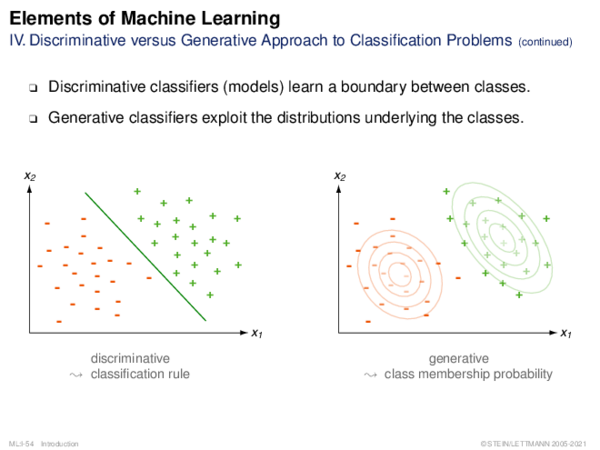 Elements of Machine Learning
IV. Discriminative versus Generative Approach to Classification Problems (continued)
❑ Discriminative classifiers (models) learn a boundary between classes.
❑ Generative classifiers exploit the distributions underlying the classes.
x2
x1
x2
x1
discriminative
⤳ classification rule
generative
⤳ class membership probability
ML:I-54 Introduction
©STEIN/LETTMANN 2005-2021